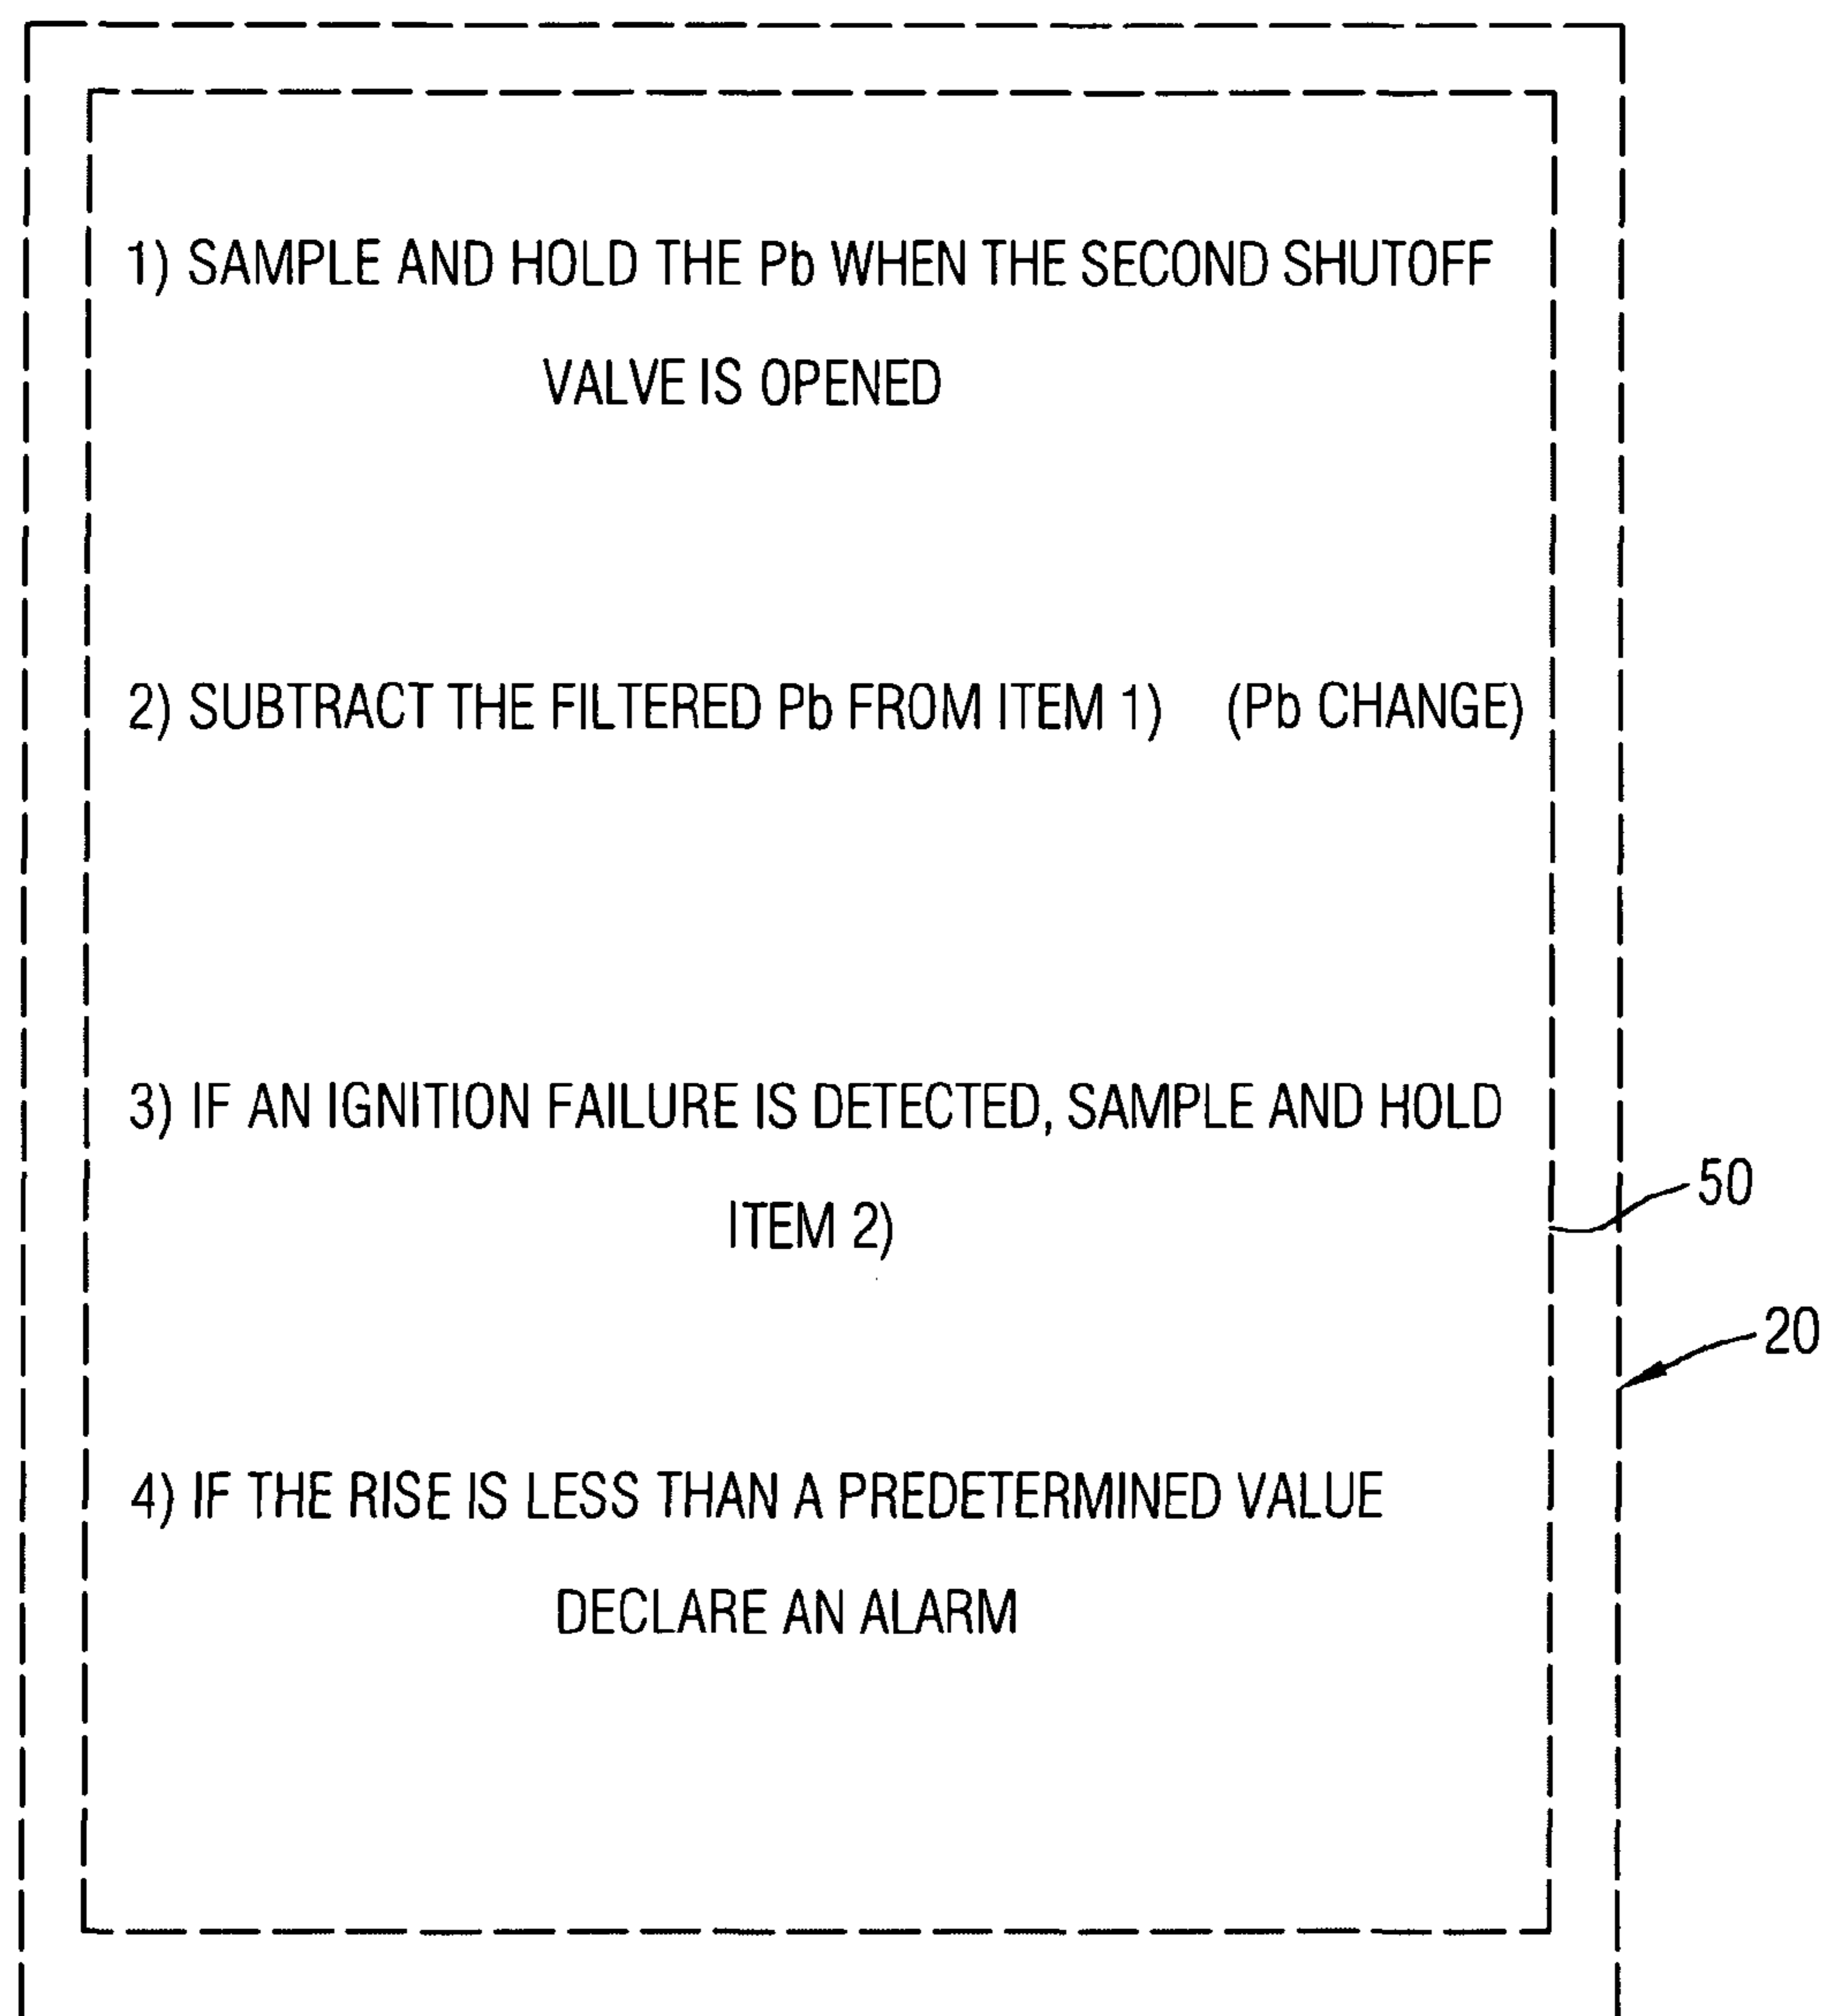 1) SAMPLE AND HOLD THE Pb WHEN THE SECOND SHUTOFF
VALVE IS OPENED
2) SUBTRACT THE FILTERED Pb FROM ITEM 1) (Pb CHANGE)
3) IF AN IGNITION FAILURE IS DETECTED, SAMPLE AND HOLD
ITEM 2)
50
20
4) IF THE RISE IS LESS THAN A PREDETERMINED VALUE
DECLARE AN ALARM